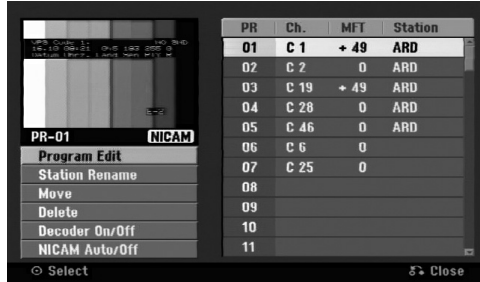 PR Ch. MFT Station
01 C 1 + 49 ARD
02 C 2 0 ARD
03 C 19 + 49 ARD
04 C 28 0 ARD
05 C 46 0 ARD
06 C 6 0
07 C 25 0
08
09
10
11
PR-01 NICAM
Program Edit
Station Rename
Move
Delete
Decoder On/Off
NICAM Auto/Off
Select
Close